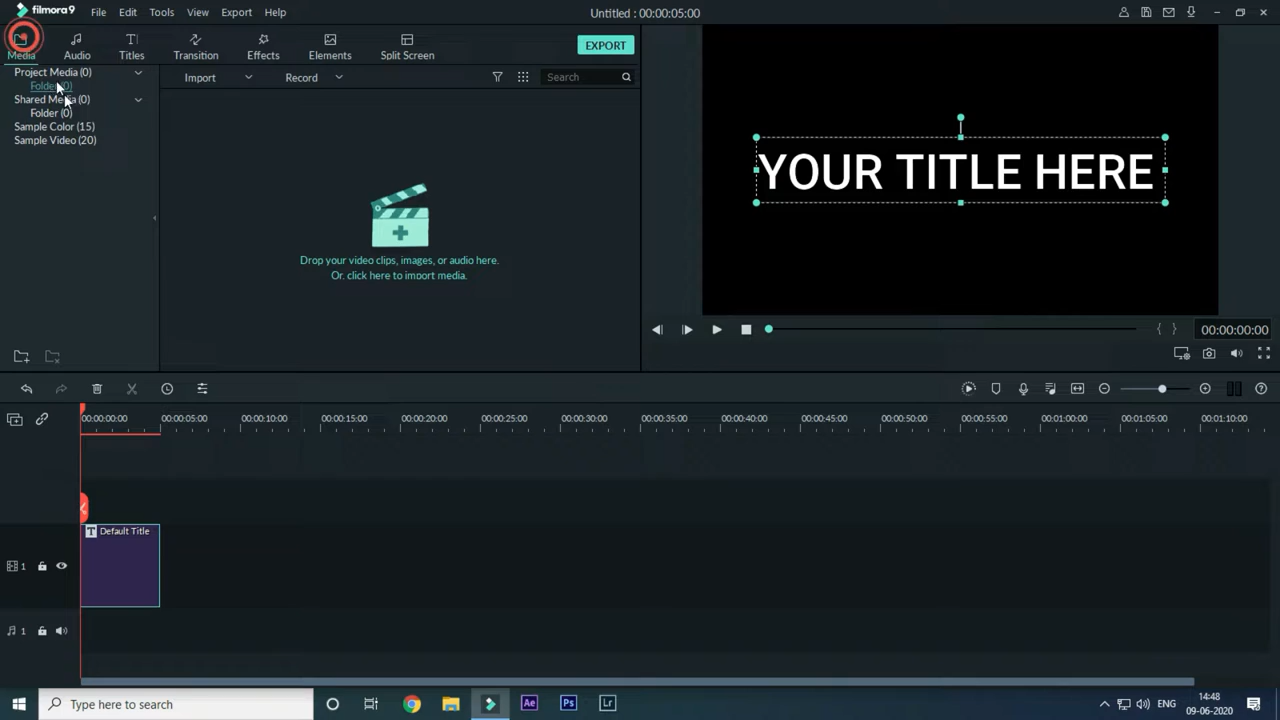 filmora9 File Edit Tools View Export Help Untitled : 00:00:05:00
Media Audio Titles Transition Effects Elements Split Screen EXPORT
Project Media (0) Import Record Search
Folder (0)
Shared Media (0)
Folder (0)
Sample Color (15)
Sample Video (20)
YOUR TITLE HERE
Drop your video clips, images, or audio here.
Or, click here to import media.
{ } 00:00:00:00
00:00:00:00 00:00:05:00 00:00:10:00 00:00:15:00 00:00:20:00 00:00:25:00 00:00:30:00 00:00:35:00 00:00:40:00 00:00:45:00 00:00:50:00 00:00:55:00 00:01:00:00 00:01:05:00 00:01:10:00
T Default Title
1
1
Type here to search Ae Ps Lr ENG 14:48
09-06-2020